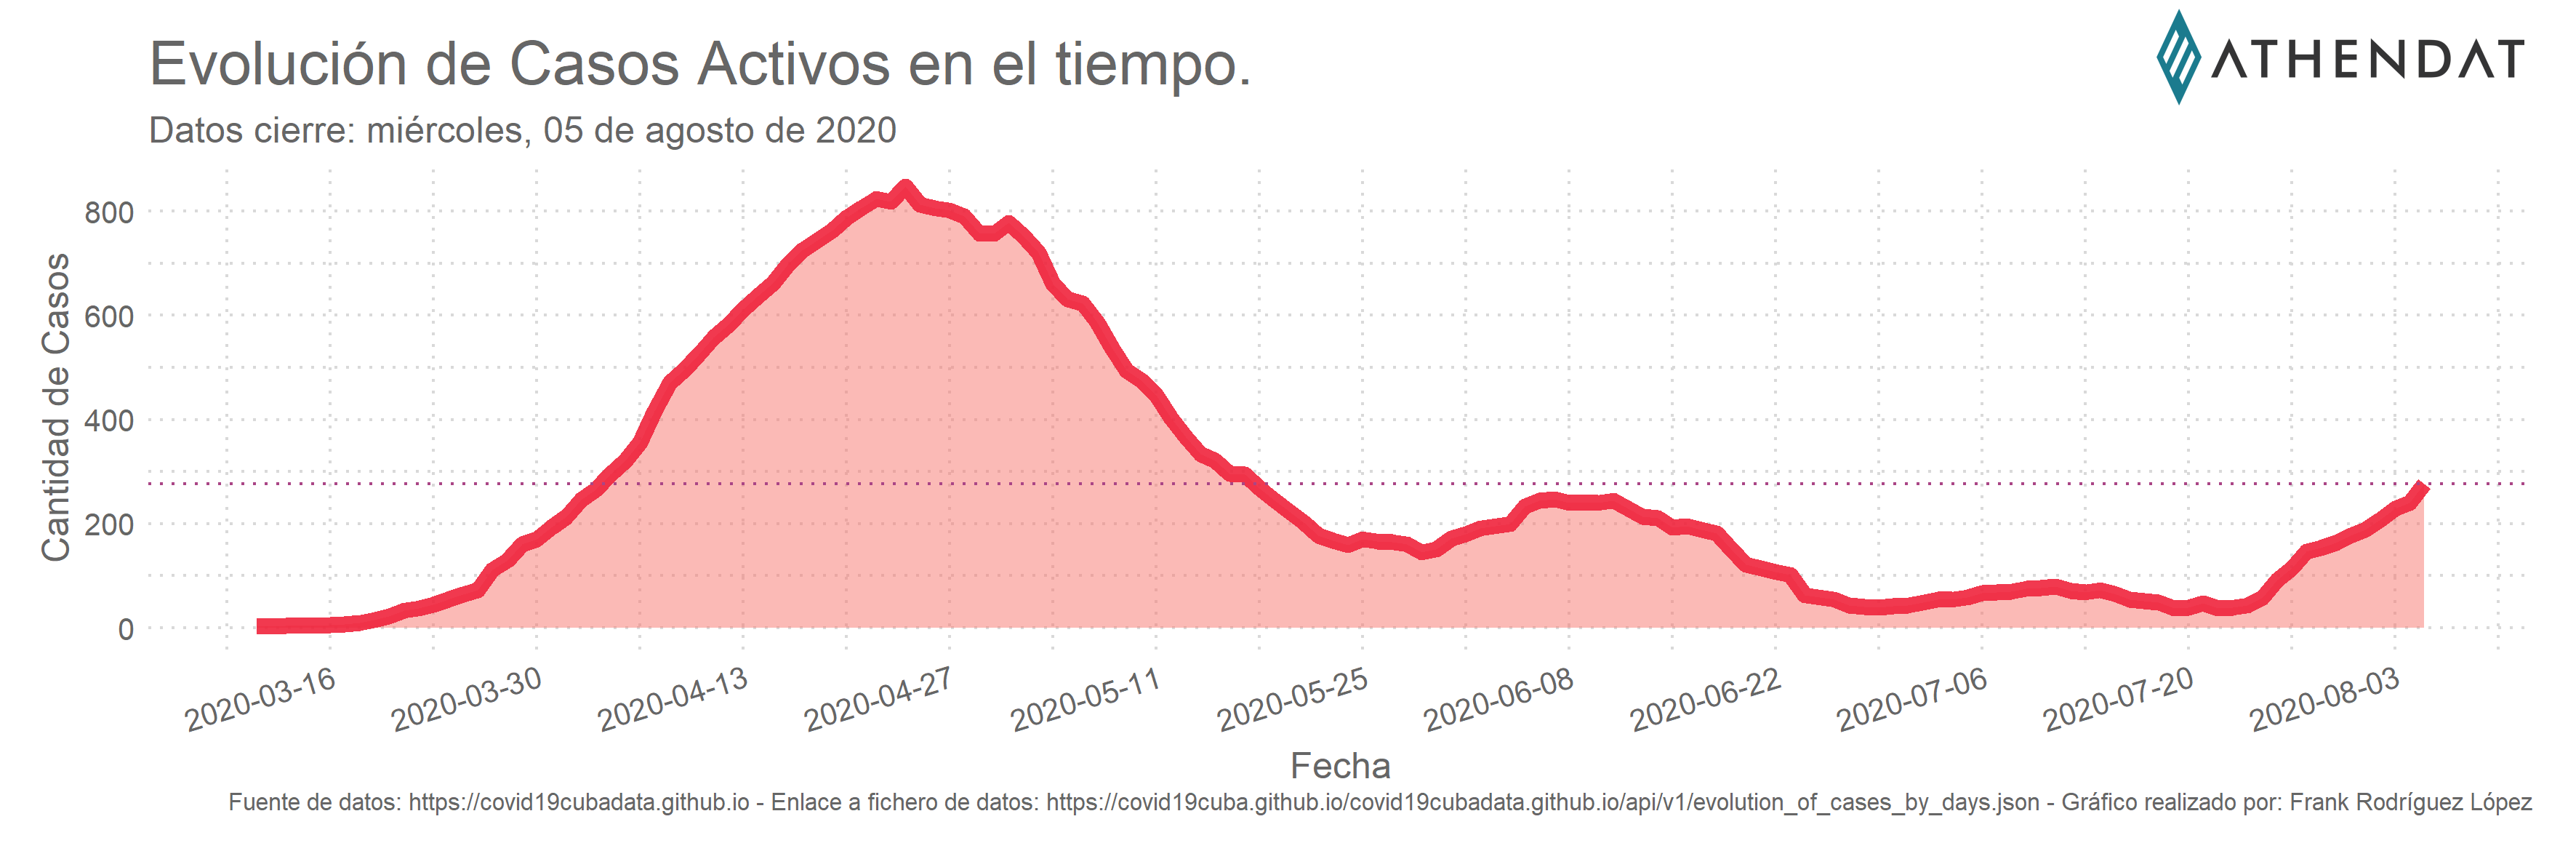 Evolución de Casos Activos en el tiempo.
ATHENDAT
Datos cierre: miércoles, 05 de agosto de 2020
Cantidad de Casos
800
600
400
200
0
2020-03-16
2020-03-30
2020-04-13
2020-04-27
2020-05-11
2020-05-25
2020-06-08
2020-06-22
2020-07-06
2020-07-20
2020-08-03
Fecha
Fuente de datos: https://covid19cubadata.github.io - Enlace a fichero de datos: https://covid19cuba.github.io/covid19cubadata.github.io/api/v1/evolution_of_cases_by_days.json - Gráfico realizado por: Frank Rodríguez López